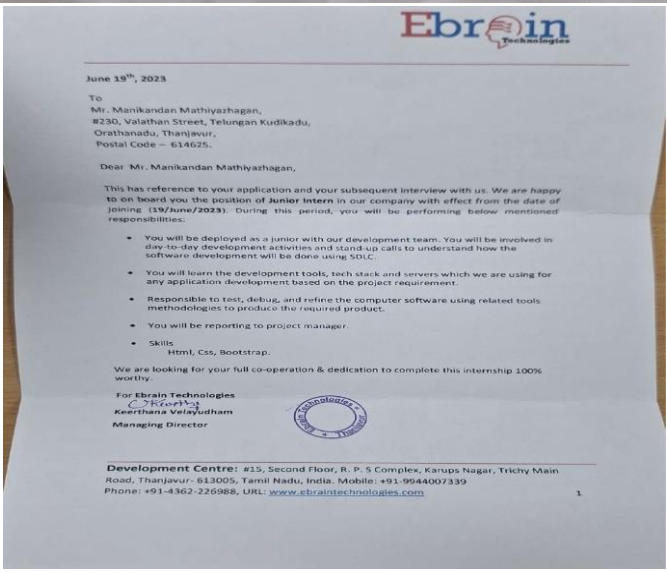 Ebrain
Technologies
June 19th, 2023
To
Mr. Manikandan Mathiyazhagan,
#230, Valathan Street, Telungan Kudikadu,
Orathanadu, Thanjavur,
Postal Code – 614625.
Dear Mr. Manikandan Mathiyazhagan,
This has reference to your application and your subsequent interview with us. We are happy
to on board you the position of Junior Intern in our company with effect from the date of
joining (19/June/2023). During this period, you will be performing below mentioned
responsibilities:
• You will be deployed as a junior with our development team. You will be involved in
day-to-day development activities and stand-up calls to understand how the
software development will be done using SDLC.
• You will learn the development tools, tech stack and servers which we are using for
any application development based on the project requirement.
• Responsible to test, debug, and refine the computer software using related tools
methodologies to produce the required product.
• You will be reporting to project manager.
• Skills
Html, Css, Bootstrap.
We are looking for your full co-operation & dedication to complete this internship 100%
worthy.
For Ebrain Technologies
Keerthana Velayudham
Managing Director
Ebrain Technologies
Thanjavur
Development Centre: #15, Second Floor, R. P. S Complex, Karups Nagar, Trichy Main
Road, Thanjavur- 613005, Tamil Nadu, India. Mobile: +91-9944007339
Phone: +91-4362-226988, URL: www.ebraintechnologies.com
1